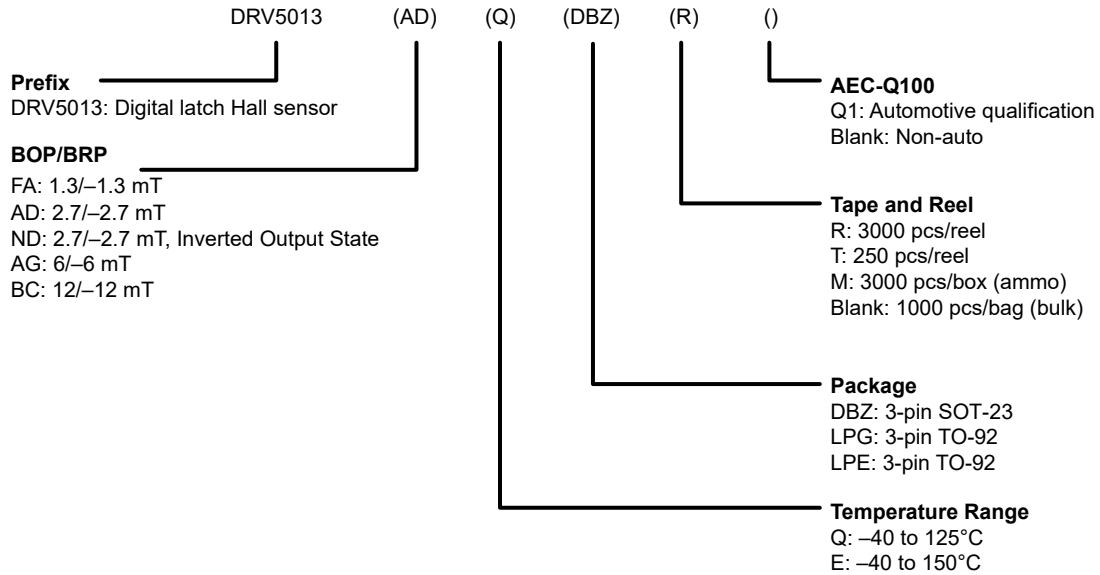 DRV5013 (AD) (Q) (DBZ) (R) ()
Prefix
DRV5013: Digital latch Hall sensor
BOP/BRP
FA: 1.3/–1.3 mT
AD: 2.7/–2.7 mT
ND: 2.7/–2.7 mT, Inverted Output State
AG: 6/–6 mT
BC: 12/–12 mT
AEC-Q100
Q1: Automotive qualification
Blank: Non-auto
Tape and Reel
R: 3000 pcs/reel
T: 250 pcs/reel
M: 3000 pcs/box (ammo)
Blank: 1000 pcs/bag (bulk)
Package
DBZ: 3-pin SOT-23
LPG: 3-pin TO-92
LPE: 3-pin TO-92
Temperature Range
Q: –40 to 125°C
E: –40 to 150°C